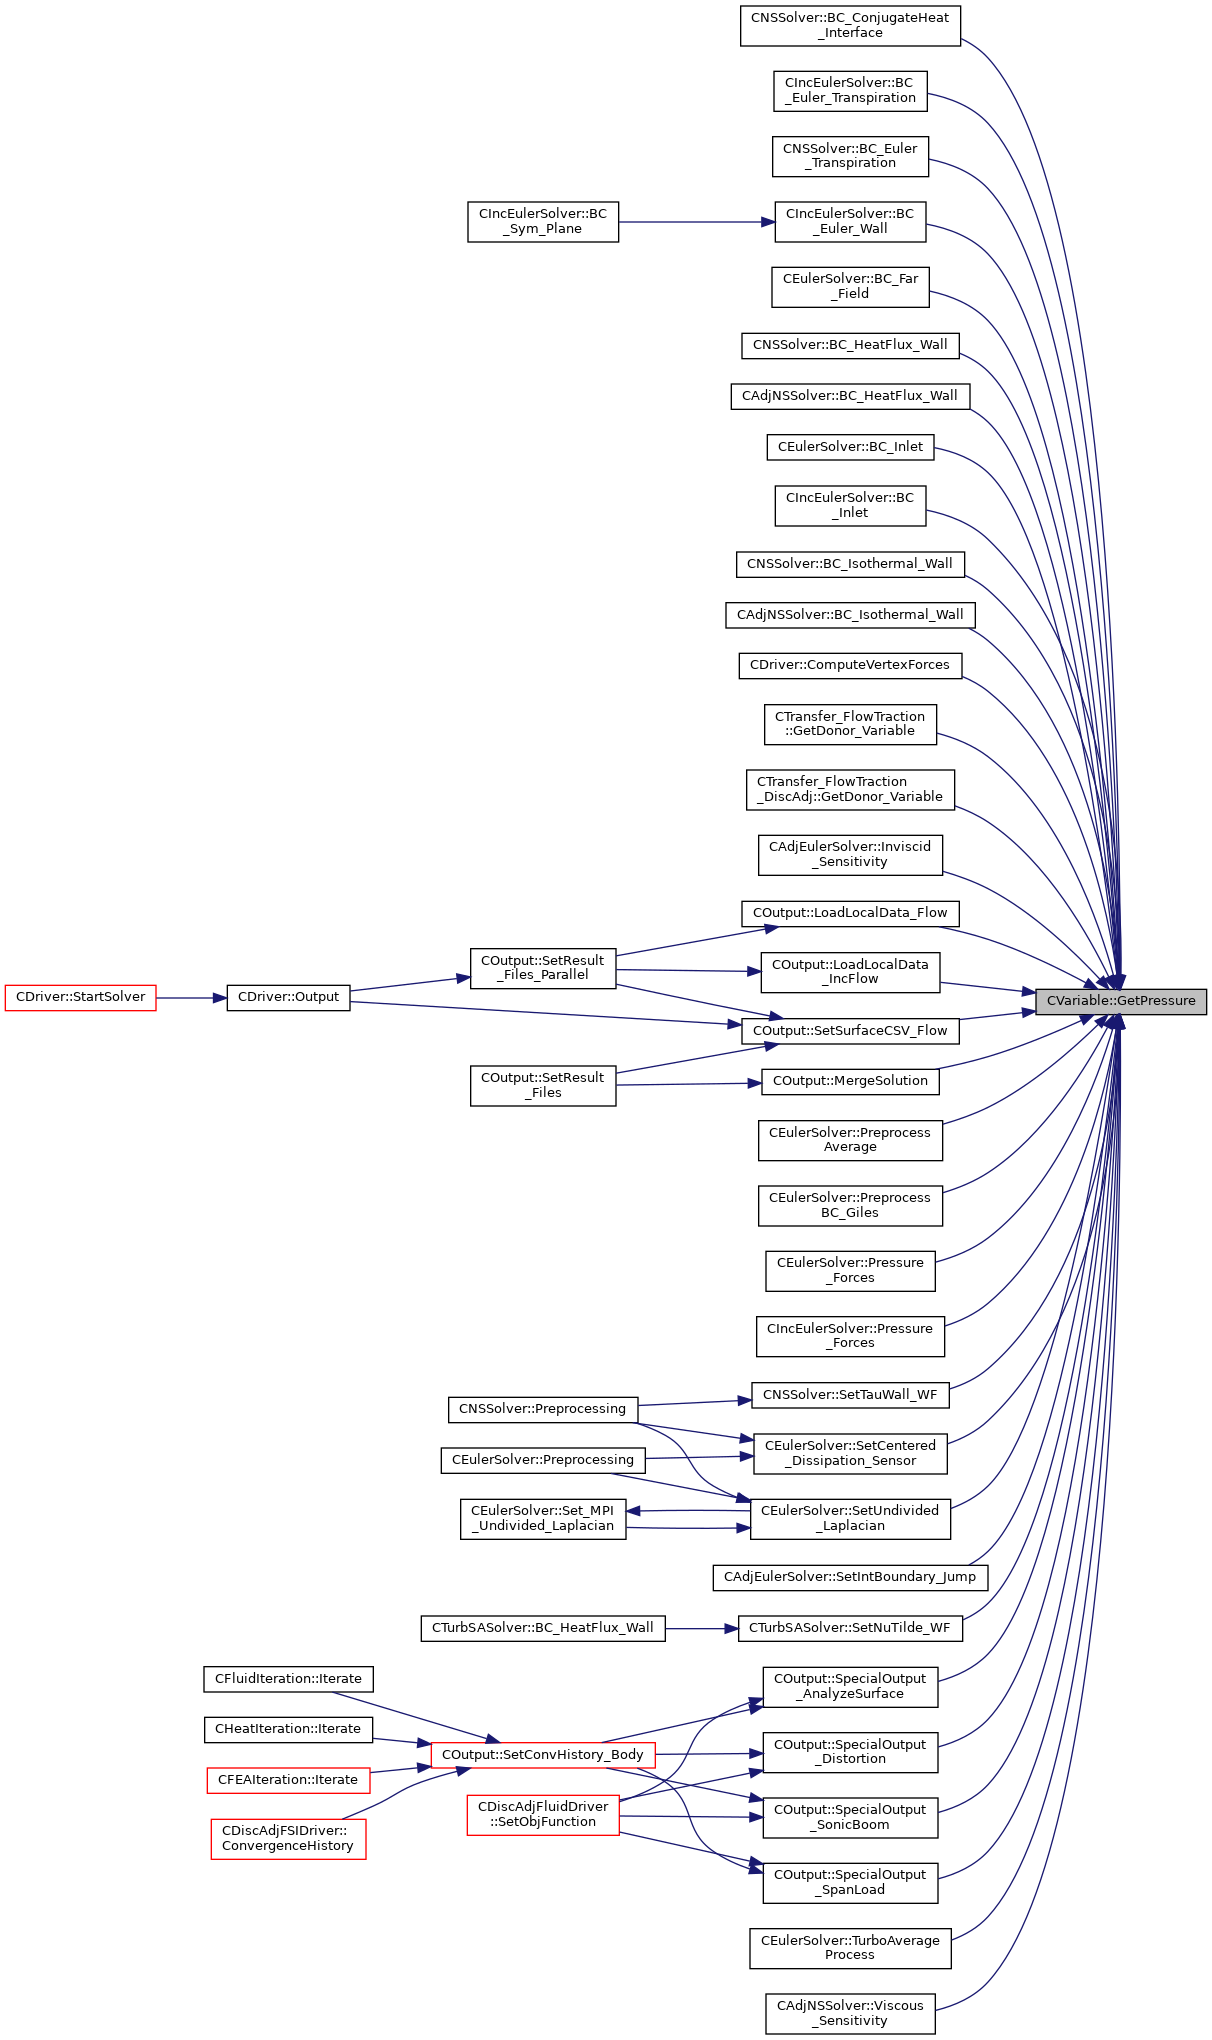 CNSSolver::BC_ConjugateHeat
_Interface
CIncEulerSolver::BC
_Euler_Transpiration
CNSSolver::BC_Euler
_Transpiration
CIncEulerSolver::BC
_Sym_Plane
CIncEulerSolver::BC
_Euler_Wall
CEulerSolver::BC_Far
_Field
CNSSolver::BC_HeatFlux_Wall
CAdjNSSolver::BC_HeatFlux_Wall
CEulerSolver::BC_Inlet
CIncEulerSolver::BC
_Inlet
CNSSolver::BC_Isothermal_Wall
CAdjNSSolver::BC_Isothermal_Wall
CDriver::ComputeVertexForces
CTransfer_FlowTraction
::GetDonor_Variable
CTransfer_FlowTraction
_DiscAdj::GetDonor_Variable
CAdjEulerSolver::Inviscid
_Sensitivity
COutput::LoadLocalData_Flow
COutput::SetResult
_Files_Parallel
COutput::LoadLocalData
_IncFlow
CDriver::StartSolver
CDriver::Output
CVariable::GetPressure
COutput::SetSurfaceCSV_Flow
COutput::SetResult
_Files
COutput::MergeSolution
CEulerSolver::Preprocess
Average
CEulerSolver::Preprocess
BC_Giles
CEulerSolver::Pressure
_Forces
CIncEulerSolver::Pressure
_Forces
CNSSolver::SetTauWall_WF
CNSSolver::Preprocessing
CEulerSolver::SetCentered
_Dissipation_Sensor
CEulerSolver::Preprocessing
CEulerSolver::Set_MPI
_Undivided_Laplacian
CEulerSolver::SetUndivided
_Laplacian
CAdjEulerSolver::SetIntBoundary_Jump
CTurbSASolver::BC_HeatFlux_Wall
CTurbSASolver::SetNuTilde_WF
CFluidIteration::Iterate
COutput::SpecialOutput
_AnalyzeSurface
CHeatIteration::Iterate
COutput::SetConvHistory_Body
COutput::SpecialOutput
_Distortion
CFEAIteration::Iterate
CDiscAdjFluidDriver
::SetObjFunction
COutput::SpecialOutput
_SonicBoom
CDiscAdjFSIDriver::
ConvergenceHistory
COutput::SpecialOutput
_SpanLoad
CEulerSolver::TurboAverage
Process
CAdjNSSolver::Viscous
_Sensitivity